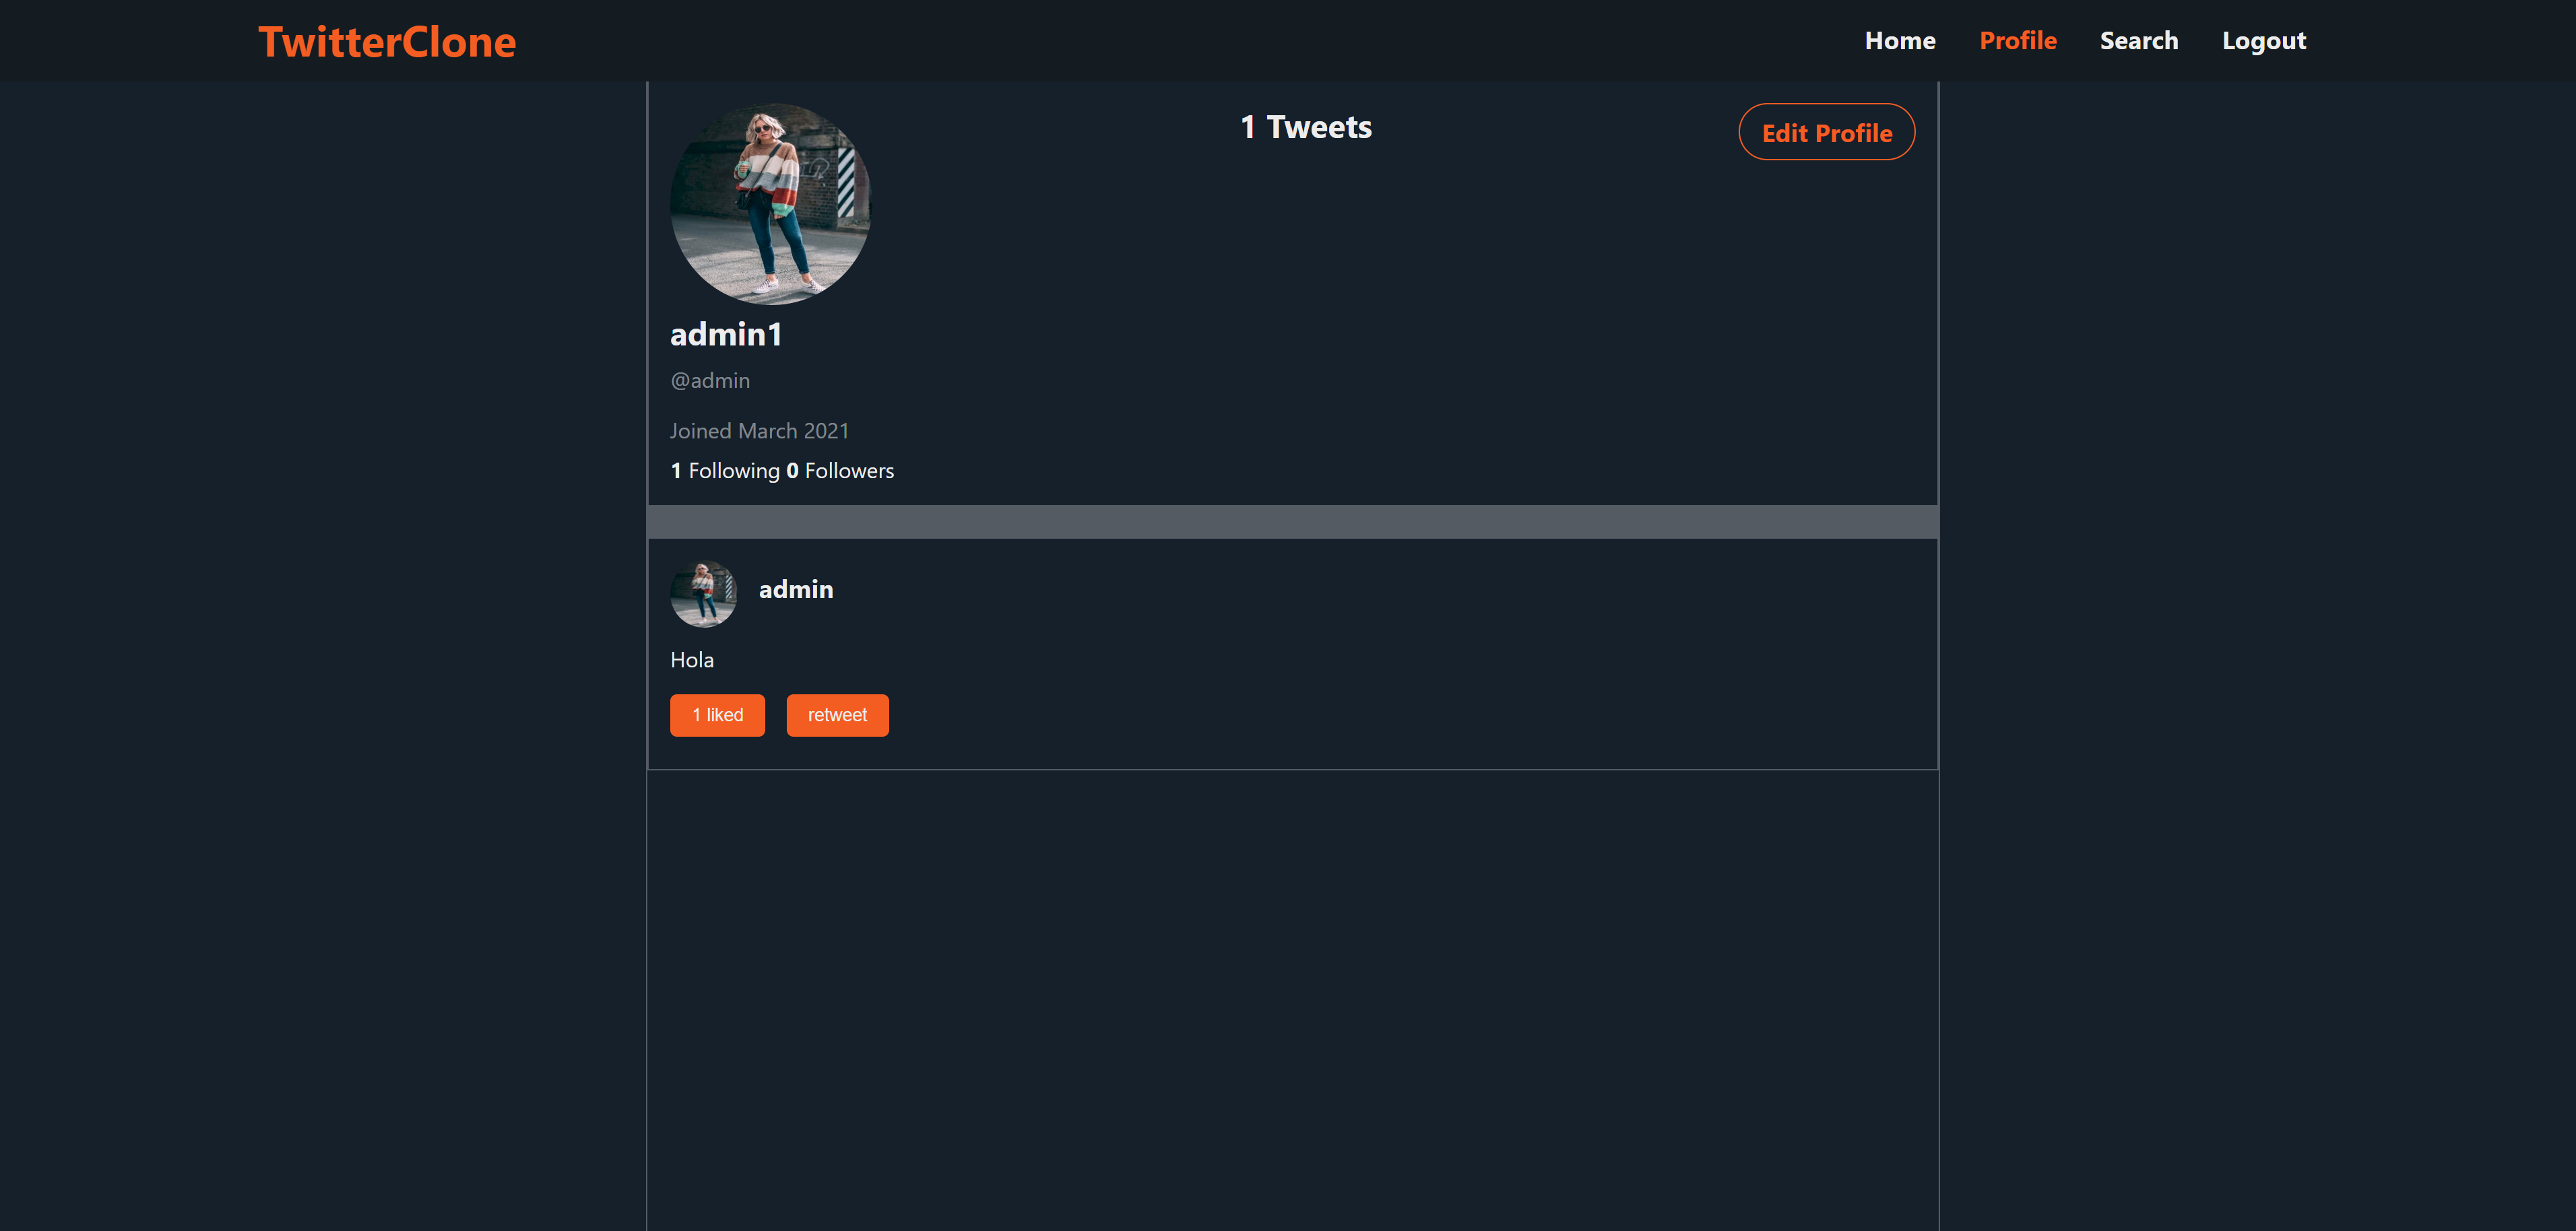 TwitterClone
Home Profile Search Logout
1 Tweets
Edit Profile
admin1
@admin
Joined March 2021
1 Following 0 Followers
admin
Hola
1 liked retweet